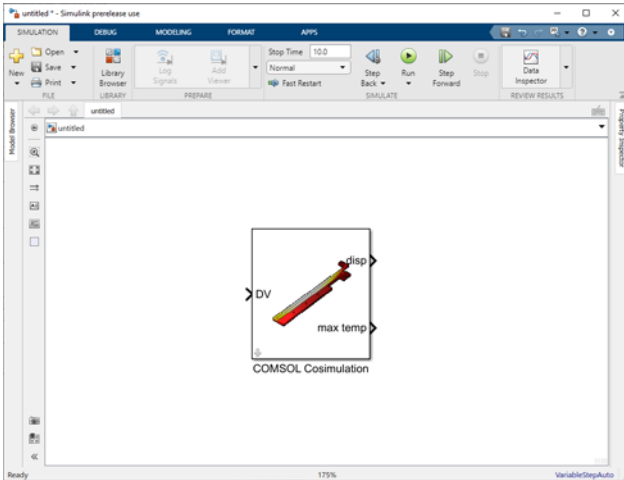 untitled * - Simulink prerelease use
SIMULATION DEBUG MODELING FORMAT APPS
New
Open
Save
Print
FILE
Library Browser
LIBRARY
Log Signals
Add Viewer
PREPARE
Stop Time 10.0
Normal
Fast Restart
Step Back
Run
Step Forward
Stop
SIMULATE
Data Inspector
REVIEW RESULTS
Model Browser
untitled
untitled
Property Inspector
disp
DV
max temp
COMSOL Cosimulation
Ready 175% VariableStepAuto